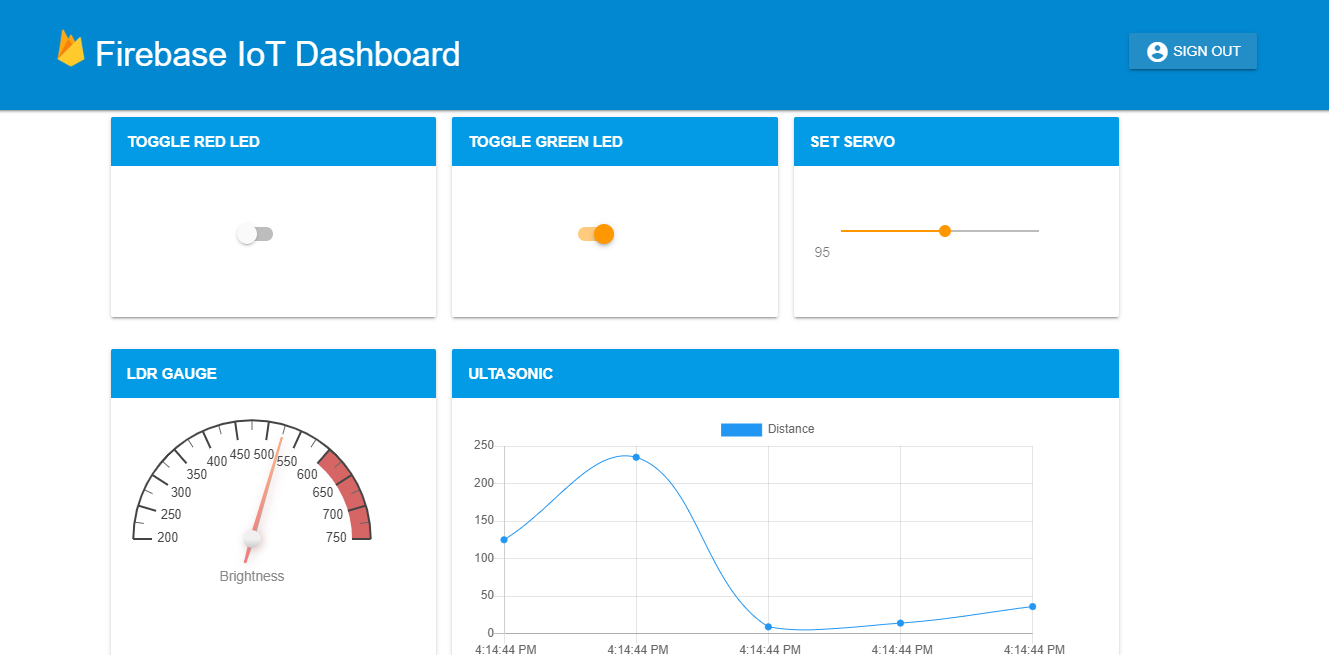 Firebase IoT Dashboard
SIGN OUT
TOGGLE RED LED
TOGGLE GREEN LED
SET SERVO
95
LDR GAUGE
200
250
300
350
400
450
500
550
600
650
700
750
Brightness
ULTASONIC
Distance
250
200
150
100
50
0
4:14:44 PM 4:14:44 PM 4:14:44 PM 4:14:44 PM 4:14:44 PM